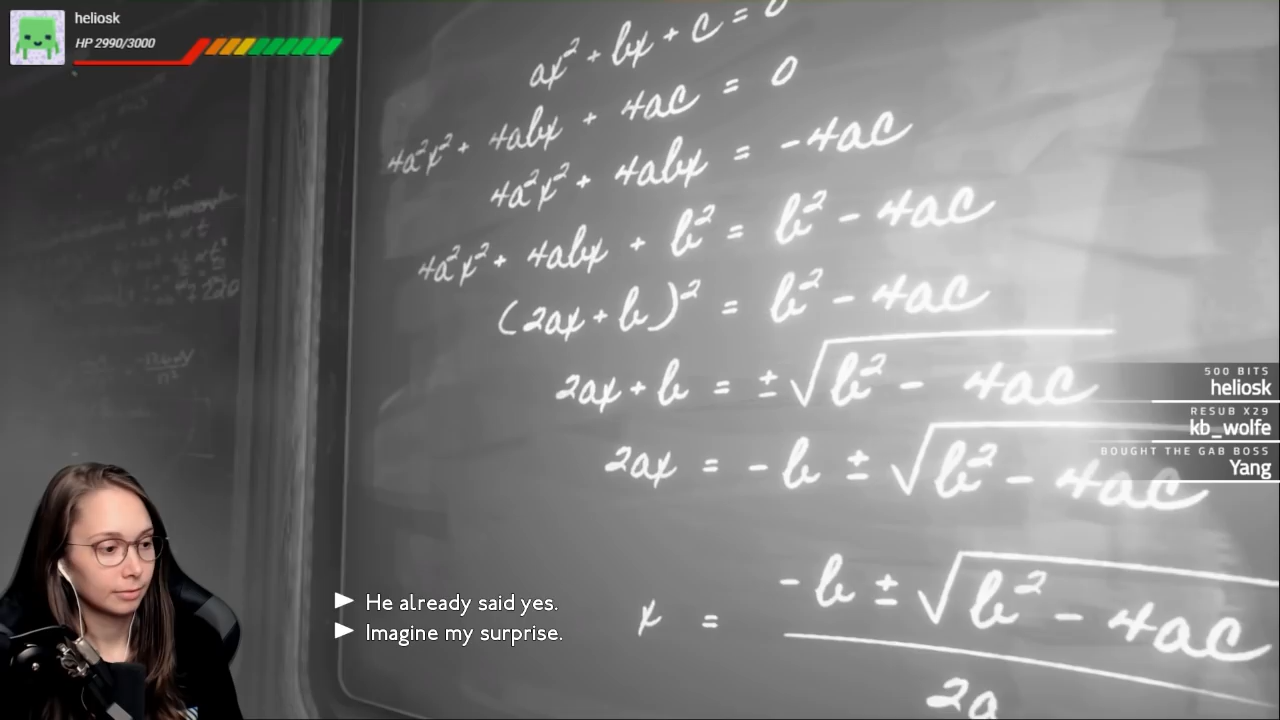 heliosk
HP 2990/3000
ax² + bx + c = 0
4a²x² + 4abx + 4ac = 0
4a²x² + 4abx = -4ac
4a²x² + 4abx + b² = b² - 4ac
(2ax + b)² = b² - 4ac
2ax + b = ±√b² - 4ac
2ax = -b ± √b² - 4ac
x = -b ± √b² - 4ac
2a
500 BITS
heliosk
RESUB X29
kb_wolfe
BOUGHT THE GAB BOSS
Yang
He already said yes.
Imagine my surprise.